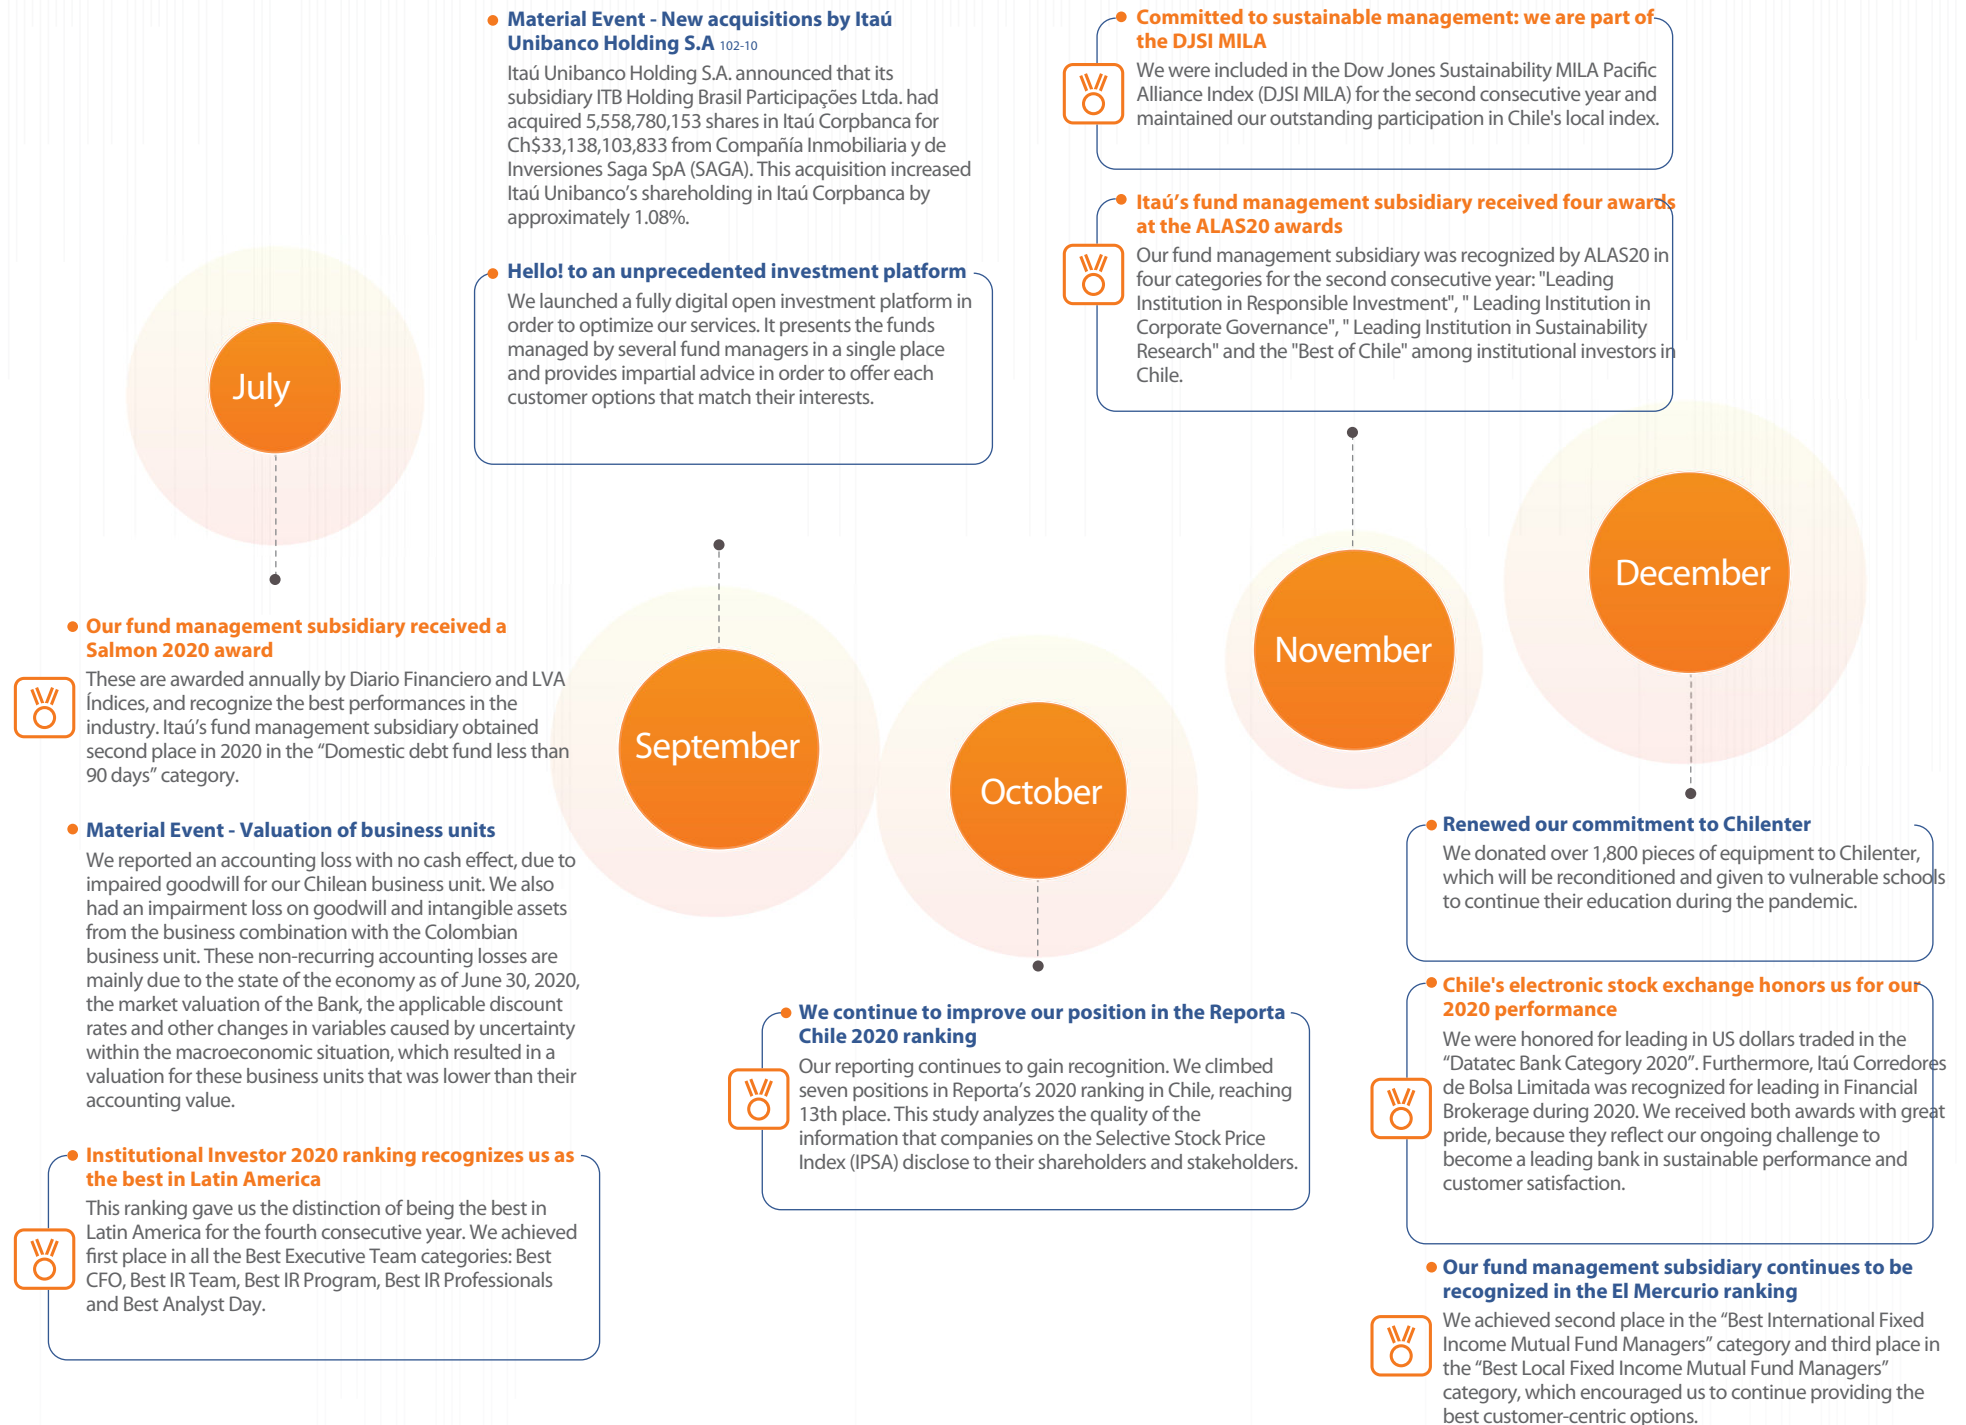 July
Our fund management subsidiary received a
Salmon 2020 award
These are awarded annually by Diario Financiero and LVA
Índices, and recognize the best performances in the
industry. Itaú’s fund management subsidiary obtained
second place in 2020 in the “Domestic debt fund less than
90 days” category.
Material Event - Valuation of business units
We reported an accounting loss with no cash effect, due to
impaired goodwill for our Chilean business unit. We also
had an impairment loss on goodwill and intangible assets
from the business combination with the Colombian
business unit. These non-recurring accounting losses are
mainly due to the state of the economy as of June 30, 2020,
the market valuation of the Bank, the applicable discount
rates and other changes in variables caused by uncertainty
within the macroeconomic situation, which resulted in a
valuation for these business units that was lower than their
accounting value.
Institutional Investor 2020 ranking recognizes us as
the best in Latin America
This ranking gave us the distinction of being the best in
Latin America for the fourth consecutive year. We achieved
first place in all the Best Executive Team categories: Best
CFO, Best IR Team, Best IR Program, Best IR Professionals
and Best Analyst Day.
Material Event - New acquisitions by Itaú
Unibanco Holding S.A 102-10
Itaú Unibanco Holding S.A. announced that its
subsidiary ITB Holding Brasil Participações Ltda. had
acquired 5,558,780,153 shares in Itaú Corpbanca for
Ch$33,138,103,833 from Compañía Inmobiliaria y de
Inversiones Saga SpA (SAGA). This acquisition increased
Itaú Unibanco’s shareholding in Itaú Corpbanca by
approximately 1.08%.
Hello! to an unprecedented investment platform
We launched a fully digital open investment platform in
order to optimize our services. It presents the funds
managed by several fund managers in a single place
and provides impartial advice in order to offer each
customer options that match their interests.
September
October
We continue to improve our position in the Reporta
Chile 2020 ranking
Our reporting continues to gain recognition. We climbed
seven positions in Reporta’s 2020 ranking in Chile, reaching
13th place. This study analyzes the quality of the
information that companies on the Selective Stock Price
Index (IPSA) disclose to their shareholders and stakeholders.
Committed to sustainable management: we are part of
the DJSI MILA
We were included in the Dow Jones Sustainability MILA Pacific
Alliance Index (DJSI MILA) for the second consecutive year and
maintained our outstanding participation in Chile's local index.
Itaú’s fund management subsidiary received four awards
at the ALAS20 awards
Our fund management subsidiary was recognized by ALAS20 in
four categories for the second consecutive year: "Leading
Institution in Responsible Investment", " Leading Institution in
Corporate Governance", " Leading Institution in Sustainability
Research" and the "Best of Chile" among institutional investors in
Chile.
November
December
Renewed our commitment to Chilenter
We donated over 1,800 pieces of equipment to Chilenter,
which will be reconditioned and given to vulnerable schools
to continue their education during the pandemic.
Chile's electronic stock exchange honors us for our
2020 performance
We were honored for leading in US dollars traded in the
“Datatec Bank Category 2020”. Furthermore, Itaú Corredores
de Bolsa Limitada was recognized for leading in Financial
Brokerage during 2020. We received both awards with great
pride, because they reflect our ongoing challenge to
become a leading bank in sustainable performance and
customer satisfaction.
Our fund management subsidiary continues to be
recognized in the El Mercurio ranking
We achieved second place in the “Best International Fixed
Income Mutual Fund Managers” category and third place in
the “Best Local Fixed Income Mutual Fund Managers”
category, which encouraged us to continue providing the
best customer-centric options.